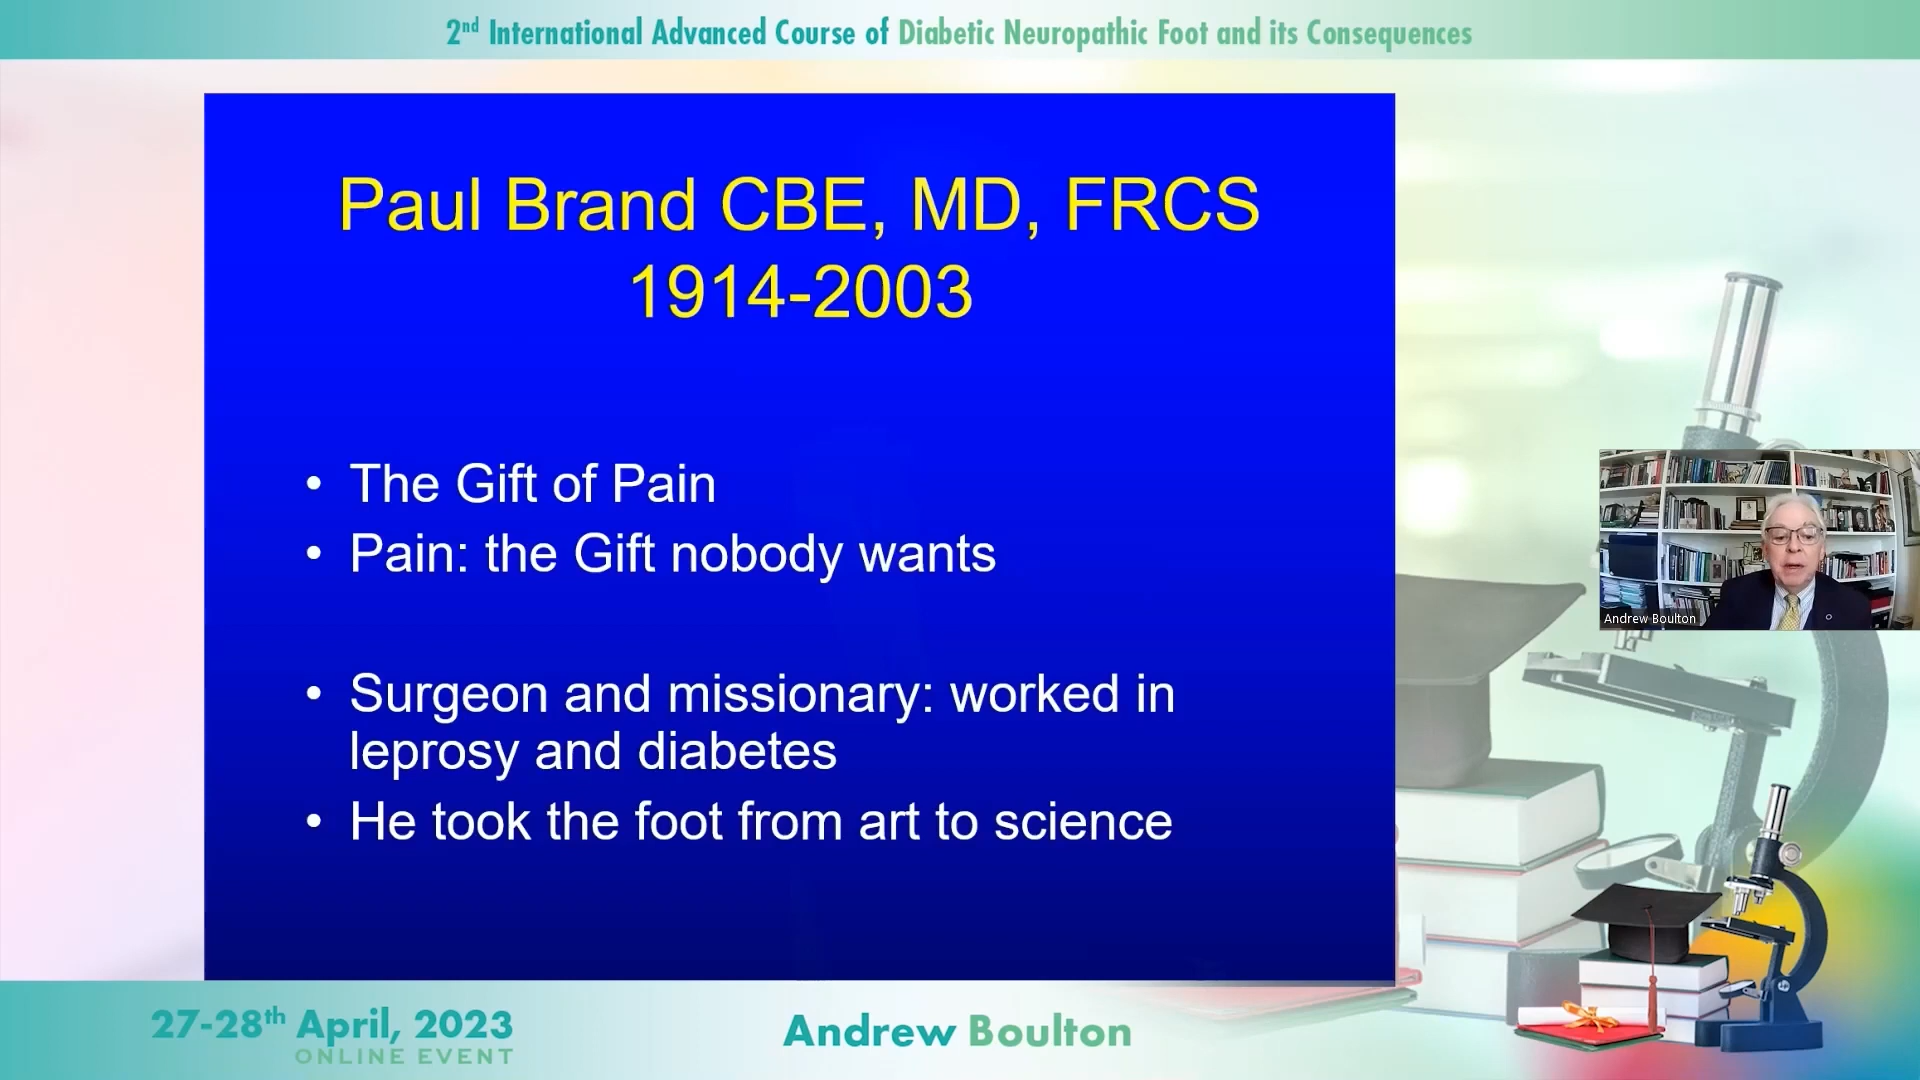 2nd International Advanced Course of Diabetic Neuropathic Foot and its Consequences
Paul Brand CBE, MD, FRCS
1914-2003
• The Gift of Pain
• Pain: the Gift nobody wants
• Surgeon and missionary: worked in
leprosy and diabetes
• He took the foot from art to science
Andrew Boulton
27-28th April, 2023
ONLINE EVENT
Andrew Boulton